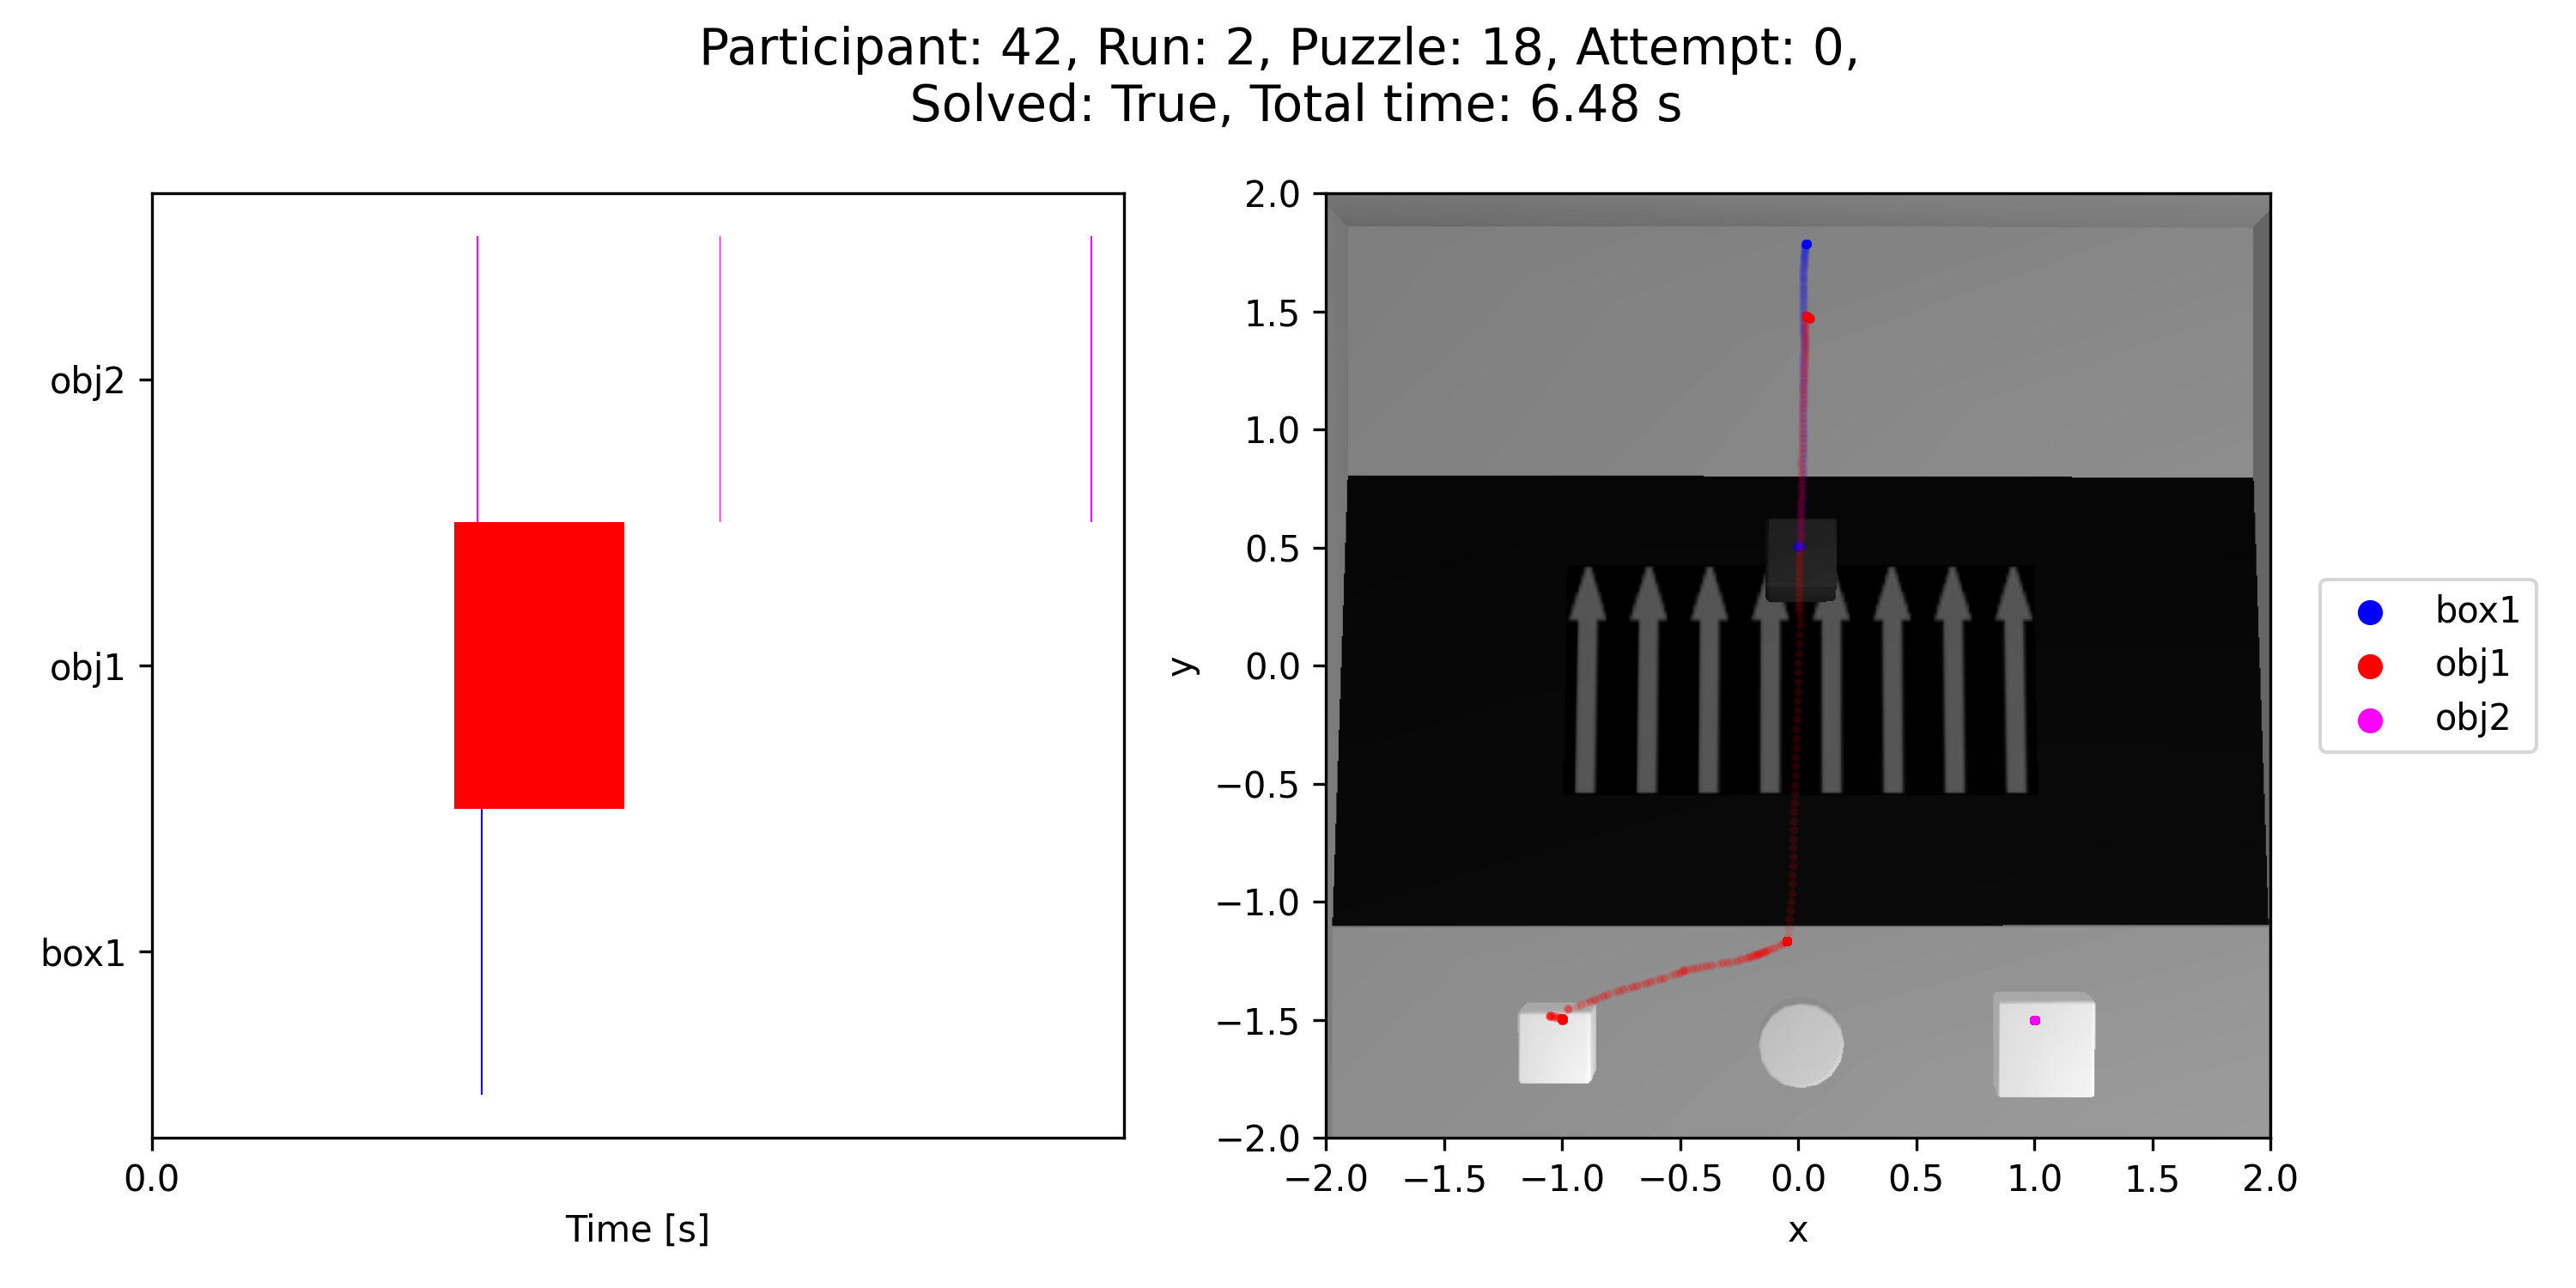 Participant: 42, Run: 2, Puzzle: 18, Attempt: 0,
Solved: True, Total time: 6.48 s
obj2
obj1
box1
0.0
Time [s]
2.0
1.5
1.0
0.5
0.0
−0.5
−1.0
−1.5
−2.0
y
−2.0 −1.5 −1.0 −0.5 0.0 0.5 1.0 1.5 2.0
x
box1
obj1
obj2